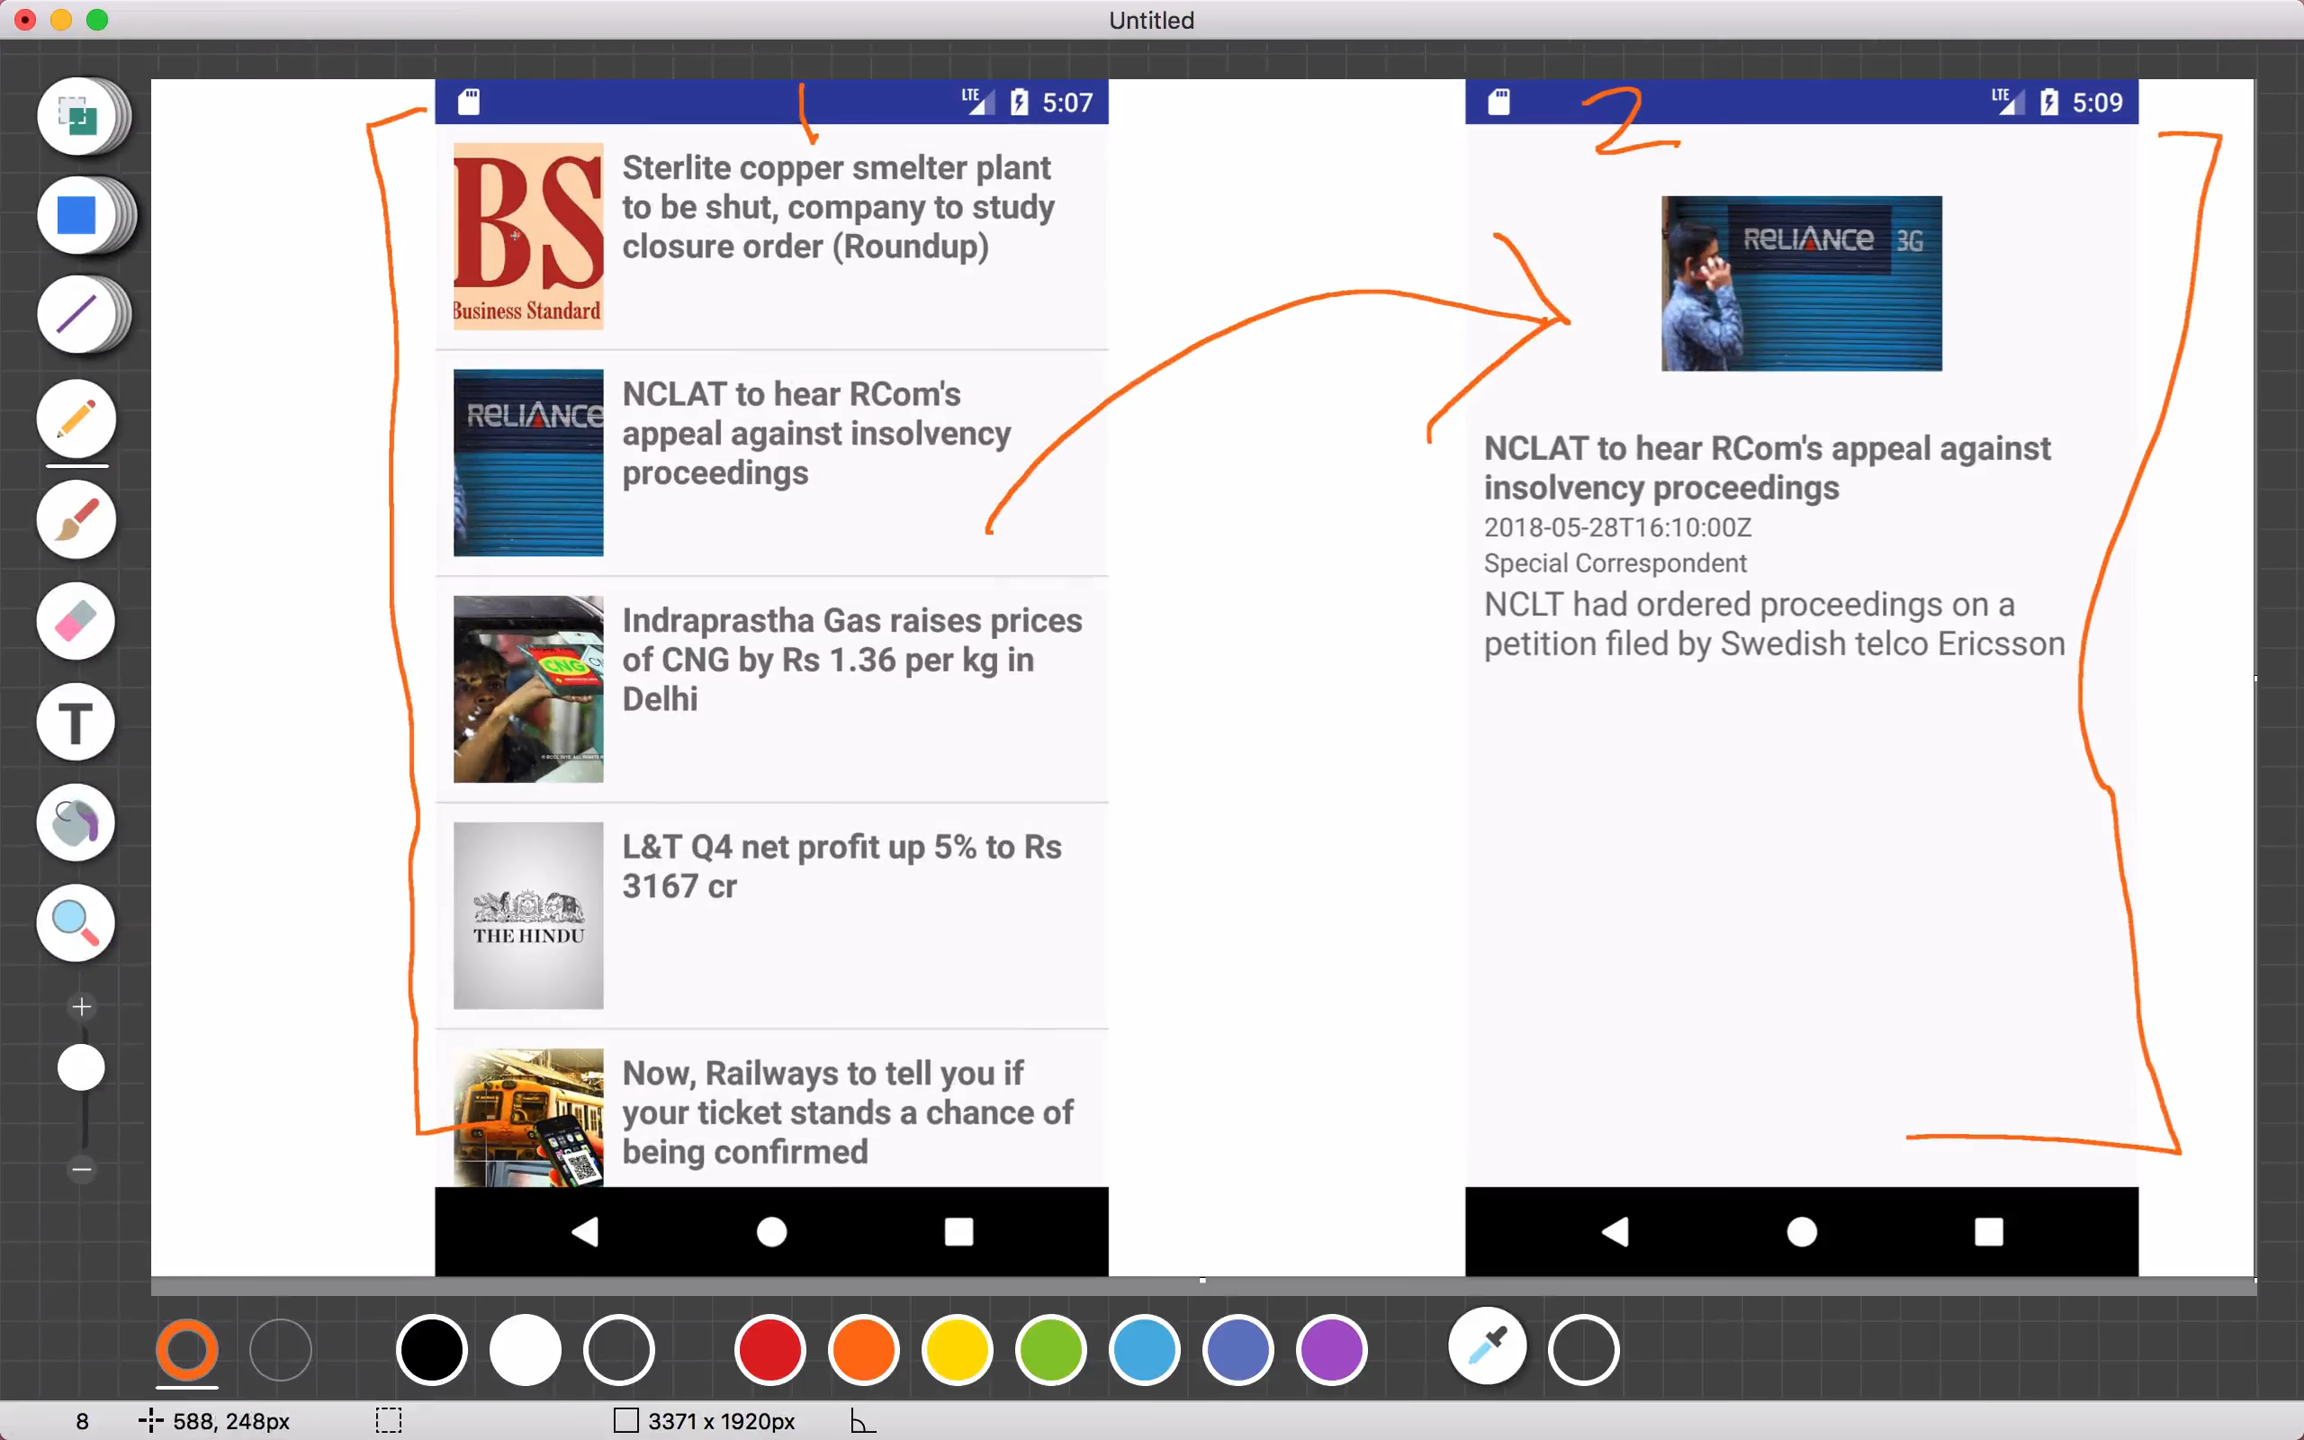 Untitled
LTE 5:07
1
BS
Business Standard
Sterlite copper smelter plant
to be shut, company to study
closure order (Roundup)
RELIANCE
NCLAT to hear RCom's
appeal against insolvency
proceedings
CNG
Indraprastha Gas raises prices
of CNG by Rs 1.36 per kg in
Delhi
THE HINDU
L&T Q4 net profit up 5% to Rs
3167 cr
Now, Railways to tell you if
your ticket stands a chance of
being confirmed
LTE 5:09
2
RELIANCE 3G
NCLAT to hear RCom's appeal against
insolvency proceedings
2018-05-28T16:10:00Z
Special Correspondent
NCLT had ordered proceedings on a
petition filed by Swedish telco Ericsson
T
8
588, 248px
3371 x 1920px